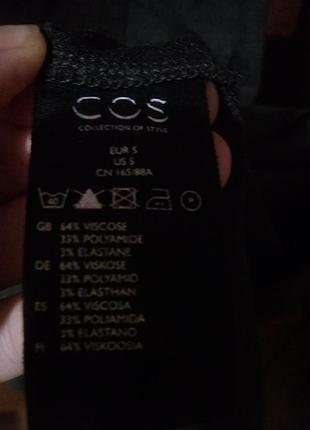 COS
COLLECTION OF STYLE
EUR S
US S
CN 165/88A
40
GB 64% VISCOSE
33% POLYAMIDE
3% ELASTANE
DE 64% VISKOSE
33% POLYAMID
3% ELASTHAN
ES 64% VISCOSA
33% POLIAMIDA
3% ELASTANO
FI 64% VISKOOSIA